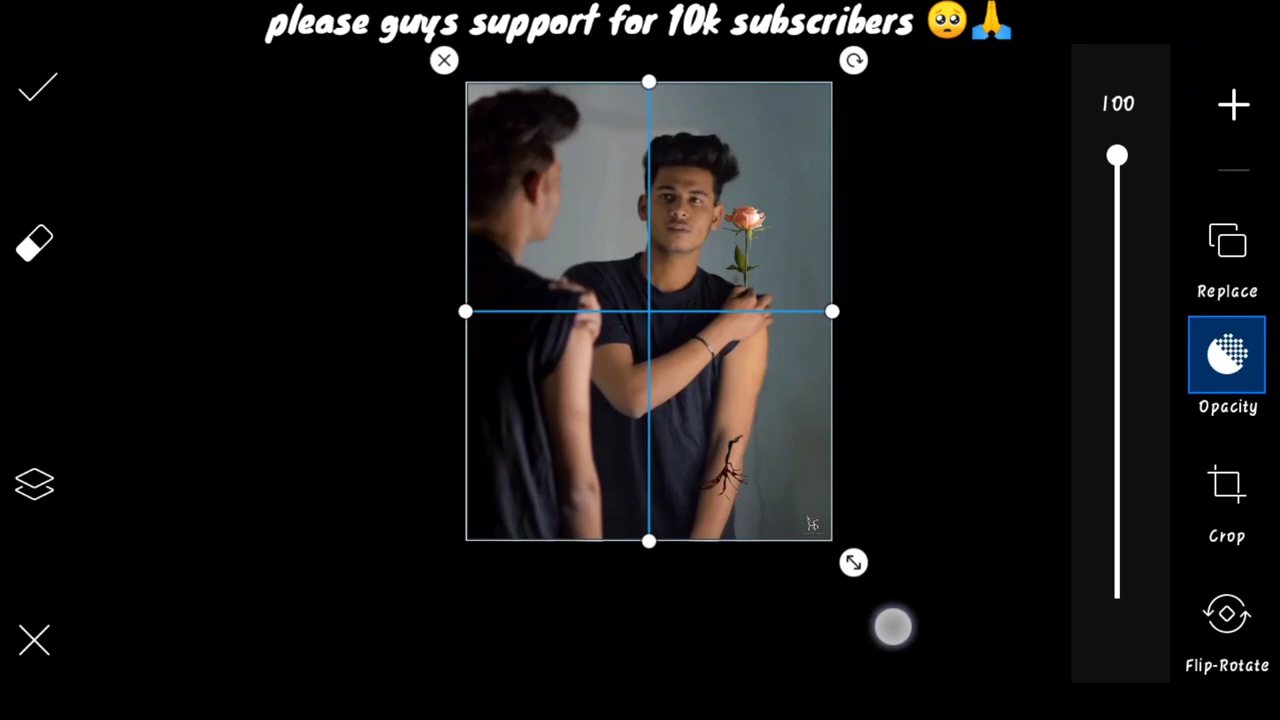 please guys support for 10k subscribers 🥺🙏
100
Replace
Opacity
Crop
Flip-Rotate